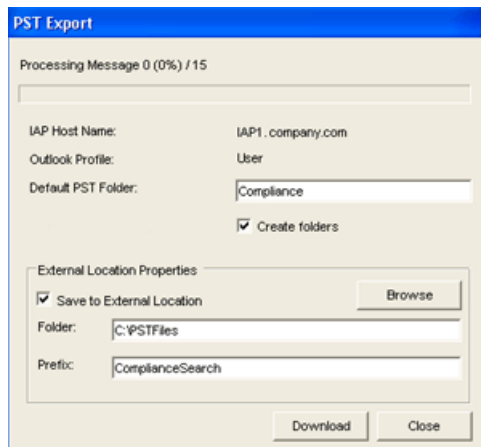 PST Export
Processing Message 0 (0%) / 15
IAP Host Name: IAP1.company.com
Outlook Profile: User
Default PST Folder: Compliance
Create folders
External Location Properties
Save to External Location Browse
Folder: C:\PSTFiles
Prefix: ComplianceSearch
Download Close